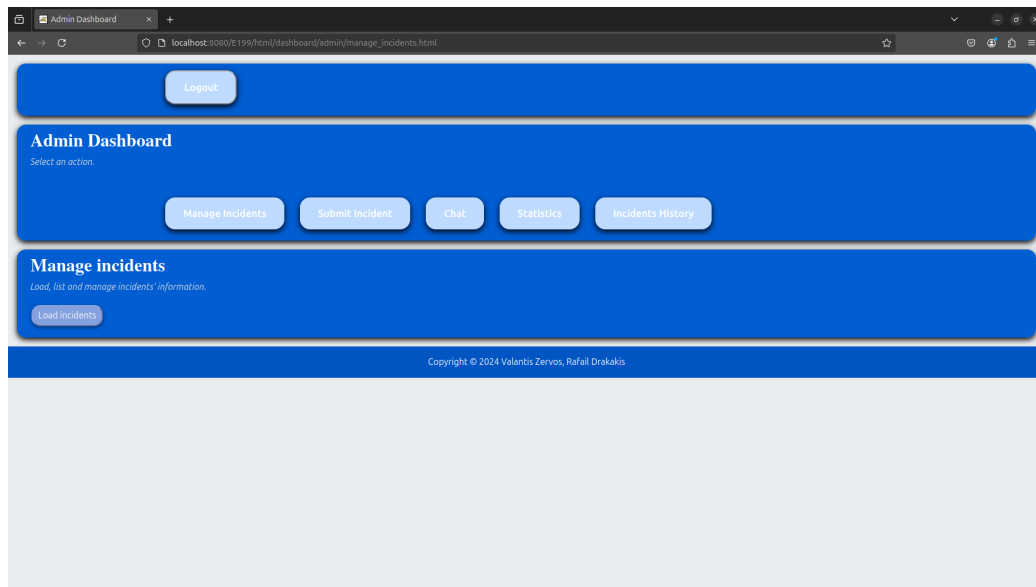 Admin Dashboard
localhost:8080/E199/html/dashboard/admin/manage_incidents.html
Logout
Admin Dashboard
Select an action.
Manage Incidents Submit Incident Chat Statistics Incidents History
Manage incidents
Load, list and manage incidents' information.
Load incidents
Copyright © 2024 Valantis Zervos, Rafail Drakakis